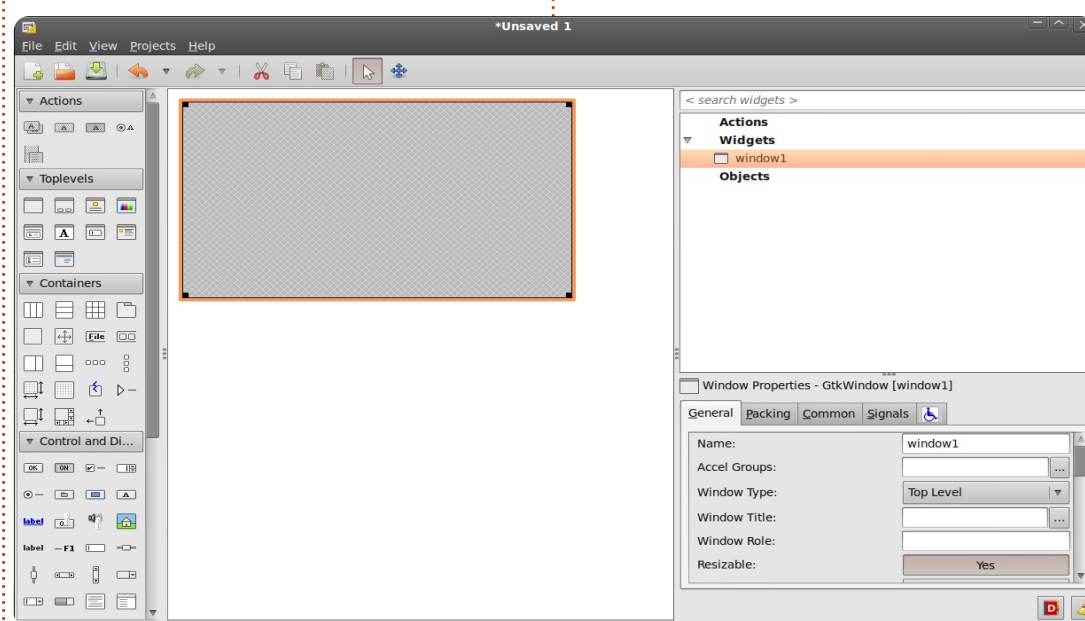 *Unsaved 1
File Edit View Projects Help
Actions
Toplevels
Containers
File
Control and Di...
OK ON
label
label F1
< search widgets >
Actions
Widgets
window1
Objects
Window Properties - GtkWindow [window1]
General Packing Common Signals
Name: window1
Accel Groups: ...
Window Type: Top Level
Window Title: ...
Window Role:
Resizable: Yes
D